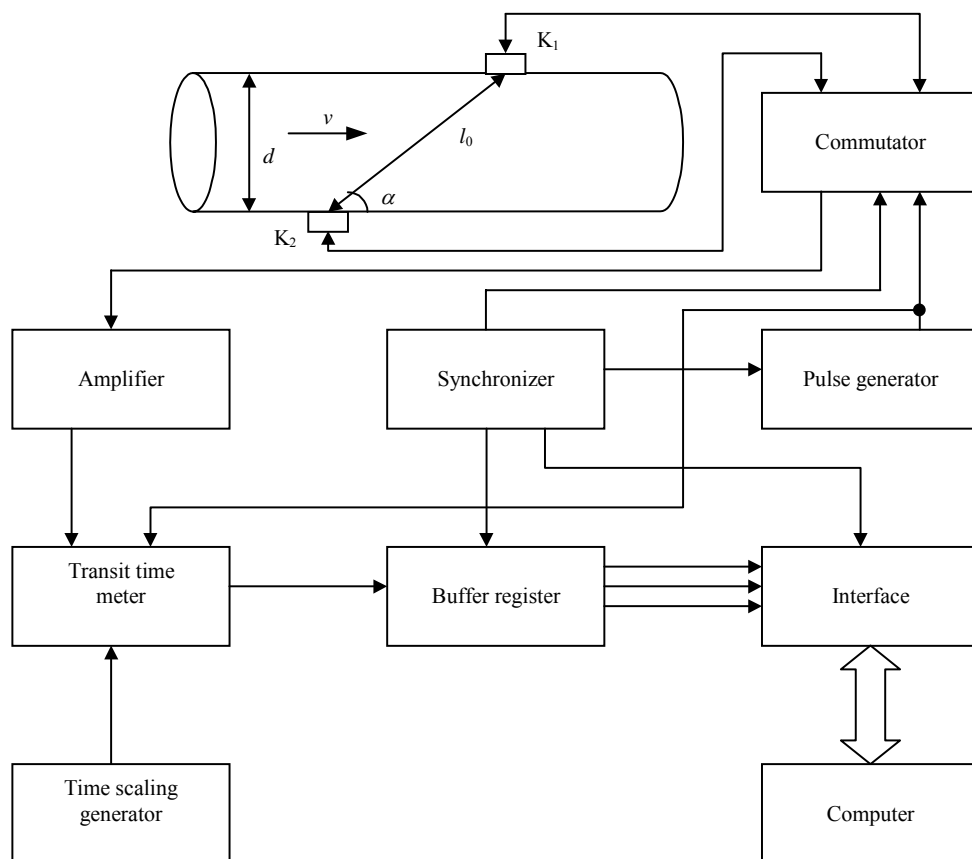 K₁
v
l₀
d
α
K₂
Commutator
Amplifier
Synchronizer
Pulse generator
Transit time
meter
Buffer register
Interface
Time scaling
generator
Computer